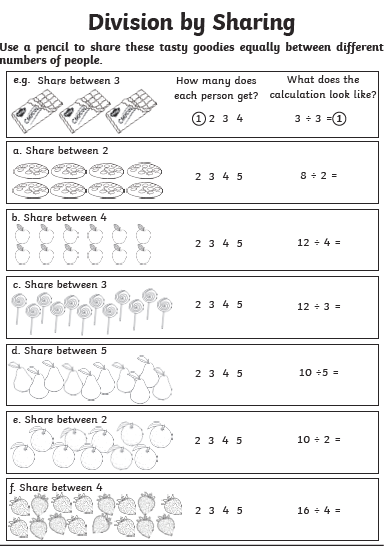 Division by Sharing
Use a pencil to share these tasty goodies equally between different
numbers of people.
e.g. Share between 3
How many does
each person get?
What does the
calculation look like?
1 2 3 4
3 ÷ 3 =1
a. Share between 2
2 3 4 5
8 ÷ 2 =
b. Share between 4
2 3 4 5
12 ÷ 4 =
c. Share between 3
2 3 4 5
12 ÷ 3 =
d. Share between 5
2 3 4 5
10 ÷5 =
e. Share between 2
2 3 4 5
10 ÷ 2 =
f. Share between 4
2 3 4 5
16 ÷ 4 =